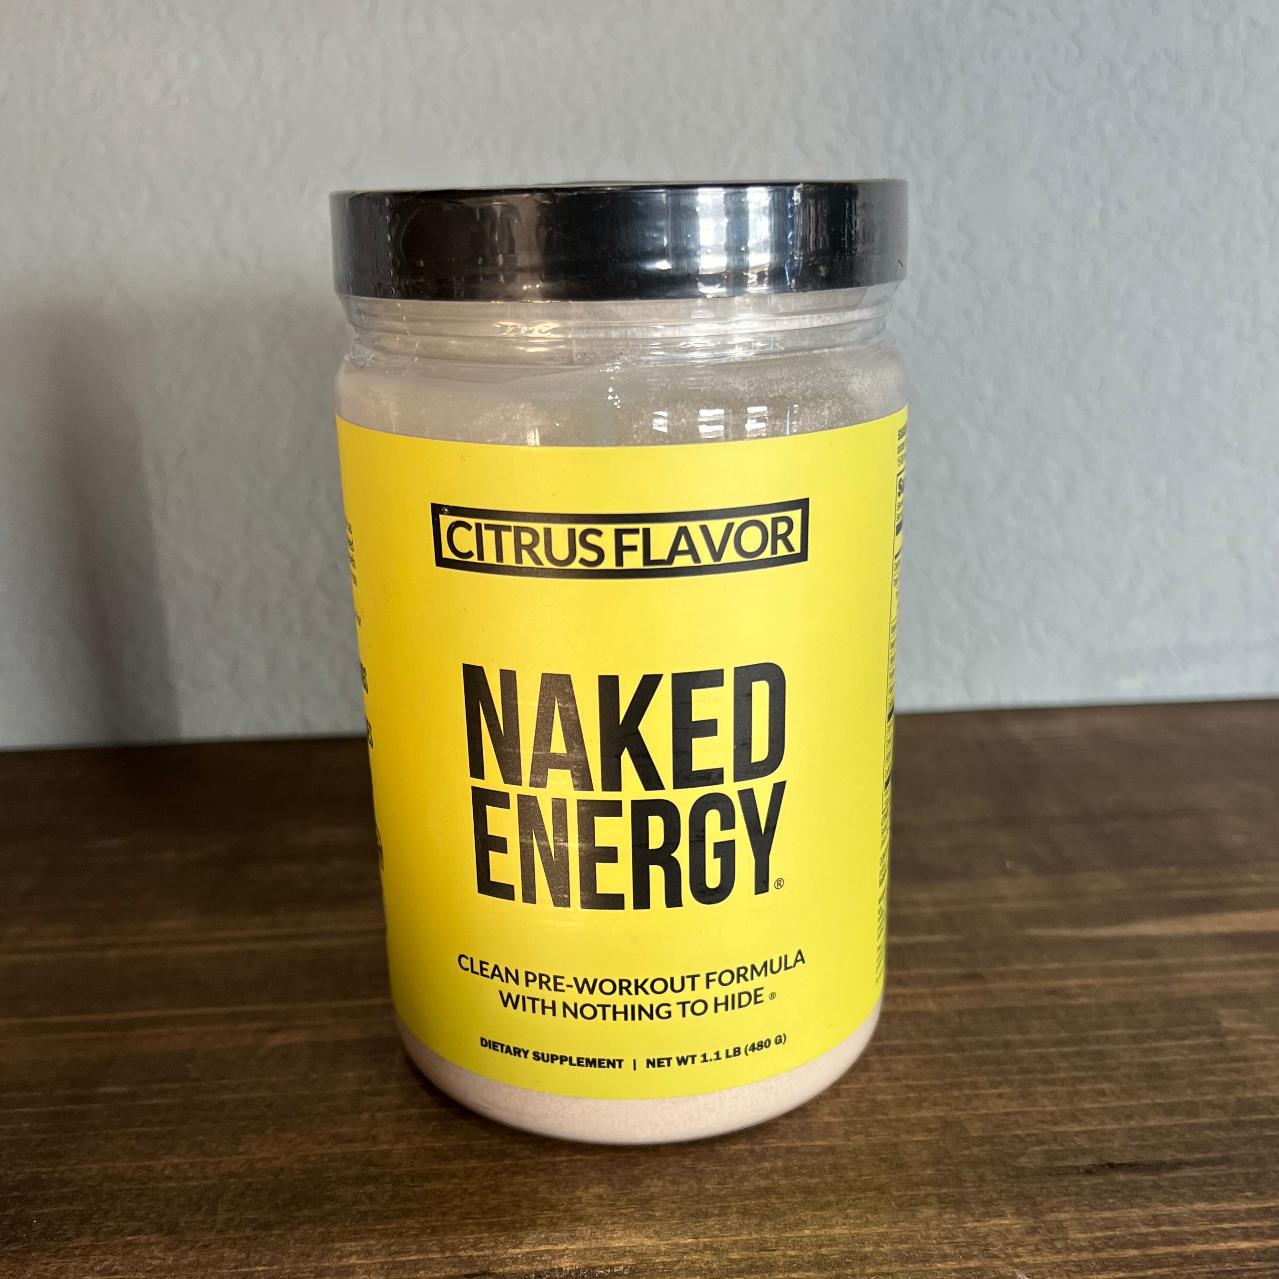 CITRUS FLAVOR
NAKED
ENERGY®
CLEAN PRE-WORKOUT FORMULA
WITH NOTHING TO HIDE ®
DIETARY SUPPLEMENT | NET WT 1.1 LB (480 G)